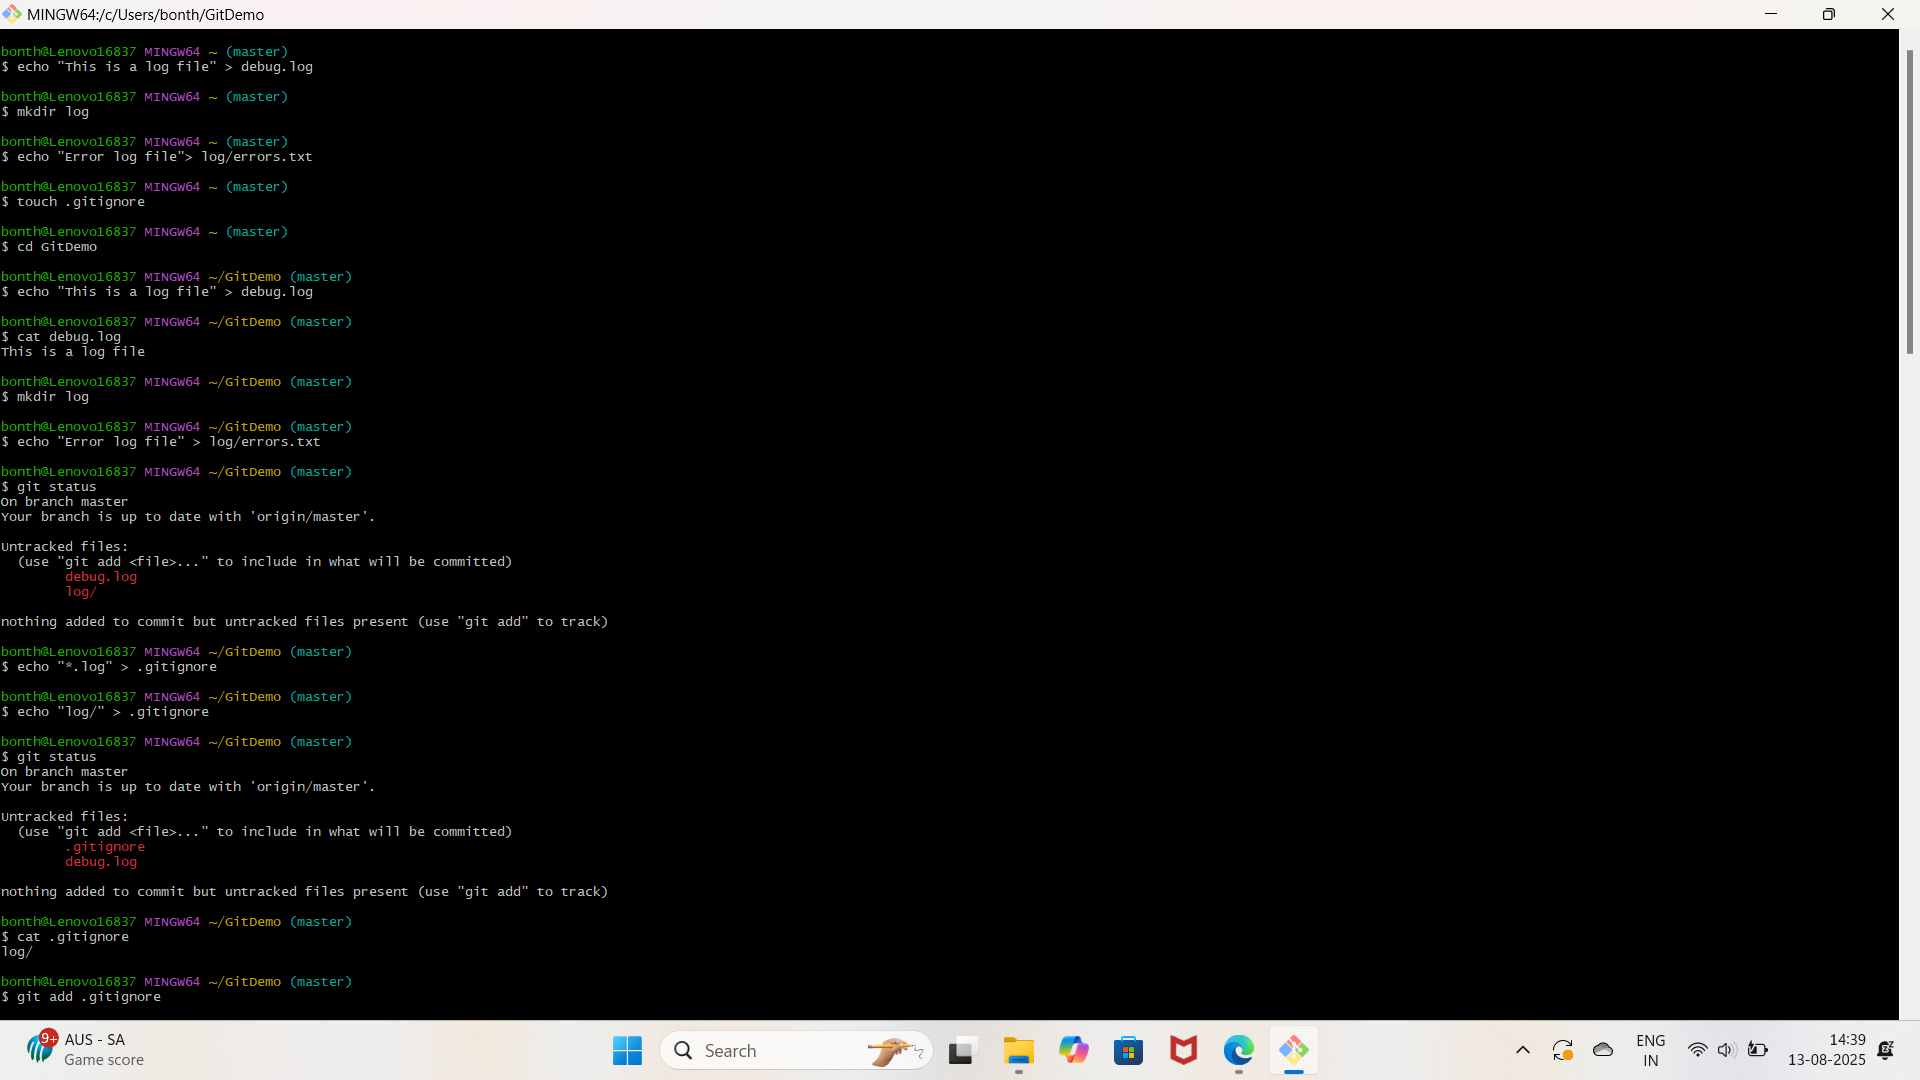 MINGW64:/c/Users/bonth/GitDemo
bonth@Lenovo16837 MINGW64 ~ (master)
$ echo "This is a log file" > debug.log
bonth@Lenovo16837 MINGW64 ~ (master)
$ mkdir log
bonth@Lenovo16837 MINGW64 ~ (master)
$ echo "Error log file"> log/errors.txt
bonth@Lenovo16837 MINGW64 ~ (master)
$ touch .gitignore
bonth@Lenovo16837 MINGW64 ~ (master)
$ cd GitDemo
bonth@Lenovo16837 MINGW64 ~/GitDemo (master)
$ echo "This is a log file" > debug.log
bonth@Lenovo16837 MINGW64 ~/GitDemo (master)
$ cat debug.log
This is a log file
bonth@Lenovo16837 MINGW64 ~/GitDemo (master)
$ mkdir log
bonth@Lenovo16837 MINGW64 ~/GitDemo (master)
$ echo "Error log file" > log/errors.txt
bonth@Lenovo16837 MINGW64 ~/GitDemo (master)
$ git status
On branch master
Your branch is up to date with 'origin/master'.
Untracked files:
(use "git add <file>..." to include in what will be committed)
debug.log
log/
nothing added to commit but untracked files present (use "git add" to track)
bonth@Lenovo16837 MINGW64 ~/GitDemo (master)
$ echo "*.log" > .gitignore
bonth@Lenovo16837 MINGW64 ~/GitDemo (master)
$ echo "log/" > .gitignore
bonth@Lenovo16837 MINGW64 ~/GitDemo (master)
$ git status
On branch master
Your branch is up to date with 'origin/master'.
Untracked files:
(use "git add <file>..." to include in what will be committed)
.gitignore
debug.log
nothing added to commit but untracked files present (use "git add" to track)
bonth@Lenovo16837 MINGW64 ~/GitDemo (master)
$ cat .gitignore
log/
bonth@Lenovo16837 MINGW64 ~/GitDemo (master)
$ git add .gitignore
9+
AUS - SA
Game score
Search
ENG
IN
14:39
13-08-2025